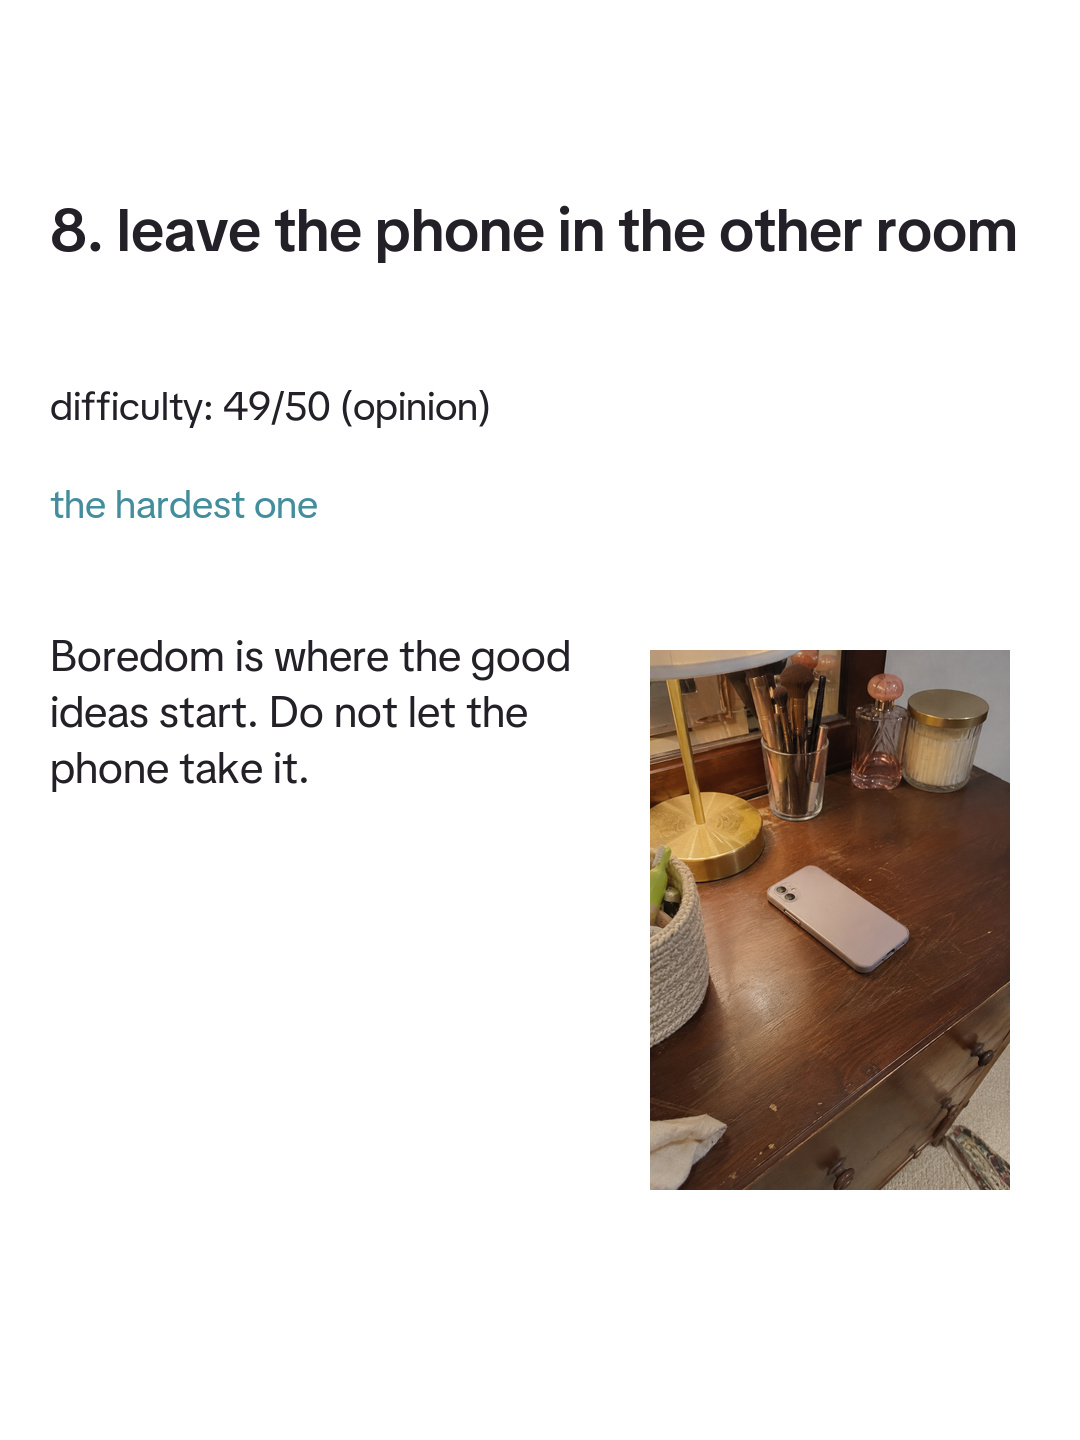 8. leave the phone in the other room
difficulty: 49/50 (opinion)
the hardest one
Boredom is where the good
ideas start. Do not let the
phone take it.